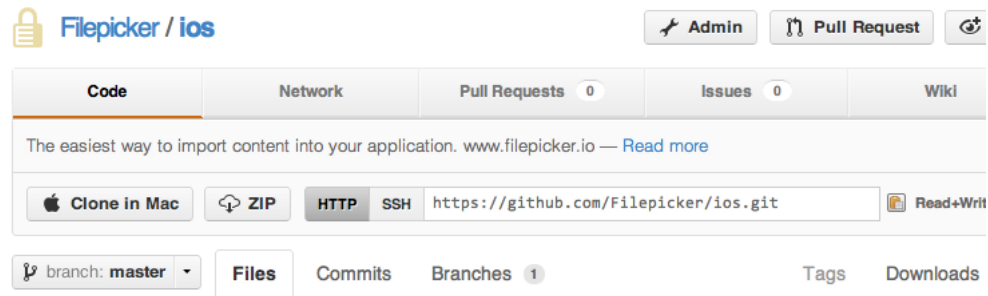 Filepicker / ios Admin Pull Request
Code Network Pull Requests 0 Issues 0 Wiki
The easiest way to import content into your application. www.filepicker.io — Read more
Clone in Mac ZIP HTTP SSH https://github.com/Filepicker/ios.git Read+Writ
branch: master Files Commits Branches 1 Tags Downloads